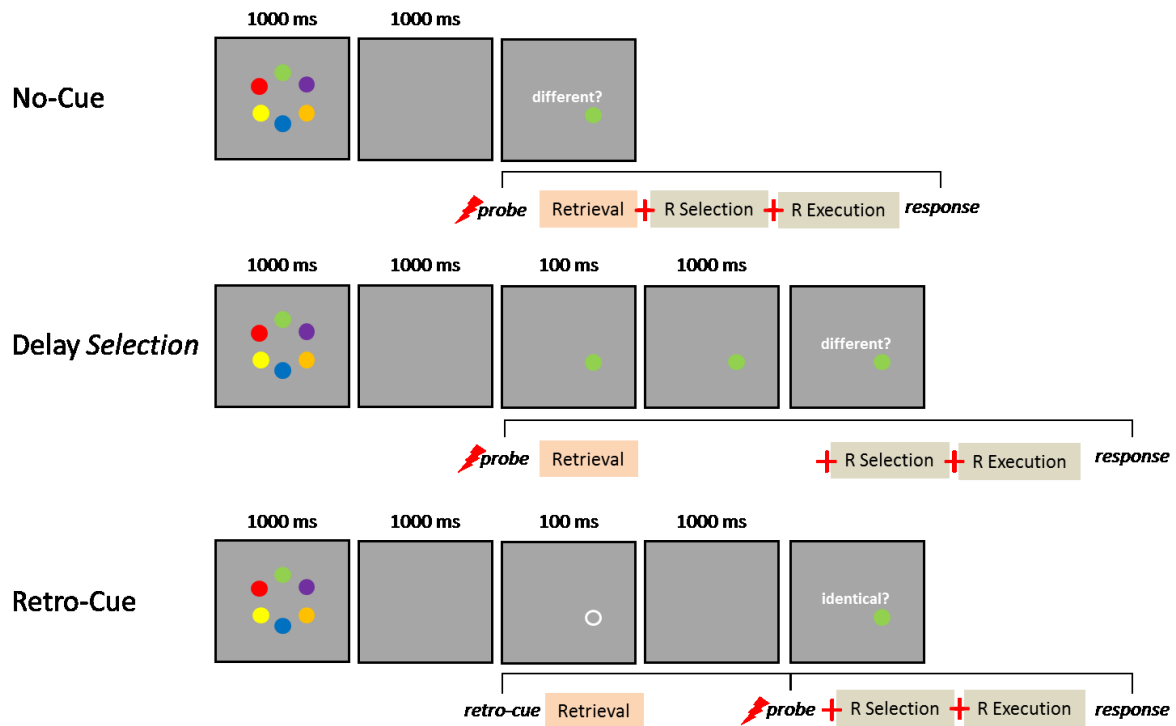 1000 ms 1000 ms
No-Cue
different?
probe Retrieval + R Selection + R Execution response
1000 ms 1000 ms 100 ms 1000 ms
Delay Selection
different?
probe Retrieval + R Selection + R Execution response
1000 ms 1000 ms 100 ms 1000 ms
Retro-Cue
identical?
retro-cue Retrieval probe + R Selection + R Execution response